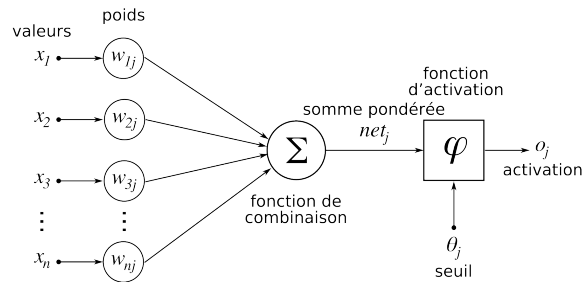 poids
valeurs
x₁
w₁ⱼ
x₂
w₂ⱼ
x₃
w₃ⱼ
⋮
⋮
xₙ
wₙⱼ
Σ
fonction de
combinaison
somme pondérée
netⱼ
fonction
d'activation
φ
oⱼ
activation
θⱼ
seuil